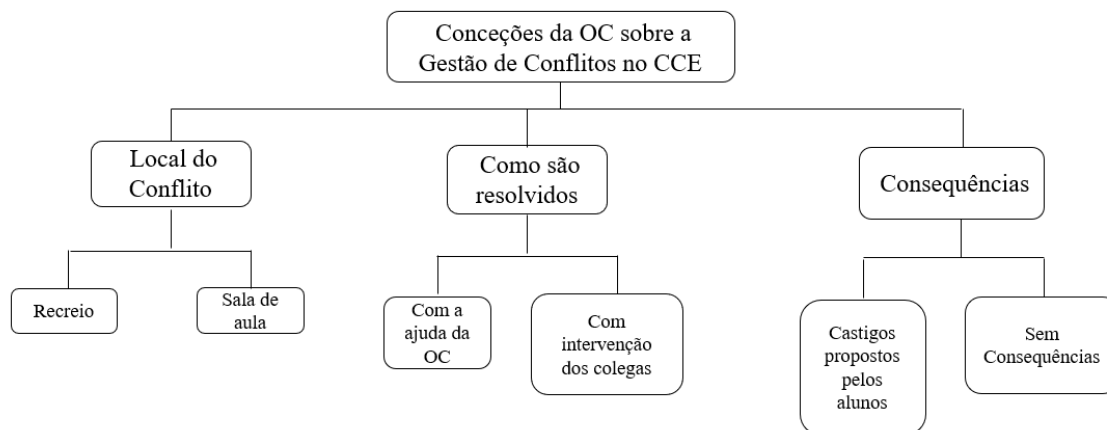 Conceções da OC sobre a
Gestão de Conflitos no CCE
Local do
Conflito
Como são
resolvidos
Consequências
Recreio
Sala de
aula
Com a
ajuda da
OC
Com
intervenção
dos colegas
Castigos
propostos
pelos
alunos
Sem
Consequências